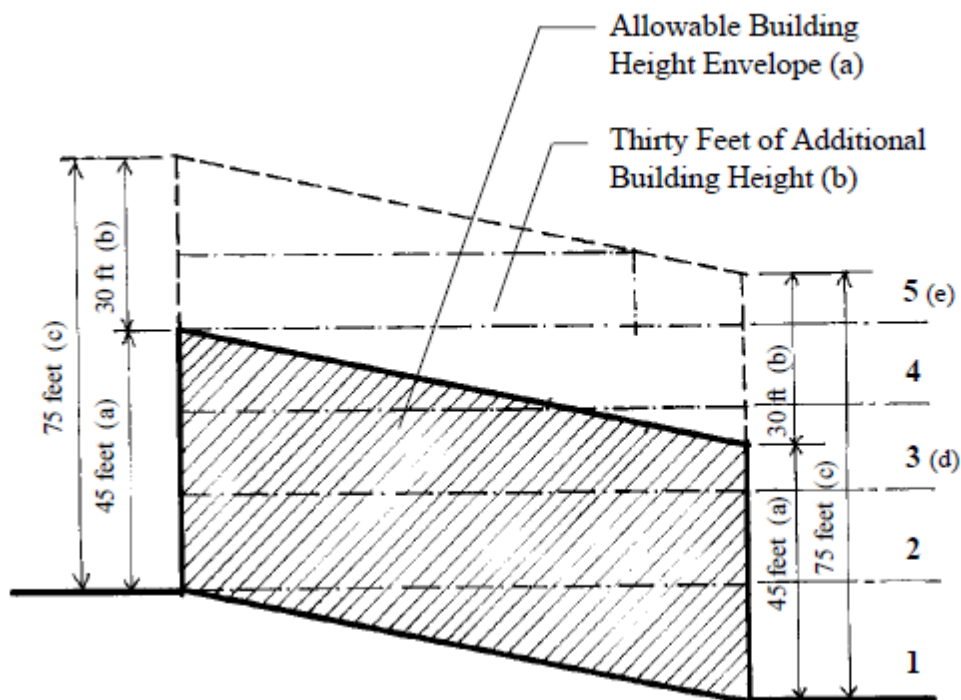 Allowable Building
Height Envelope (a)
Thirty Feet of Additional
Building Height (b)
30 ft (b)
75 feet (c)
45 feet (a)
5 (e)
4
30 ft (b)
3 (d)
75 feet (c)
45 feet (a)
2
1